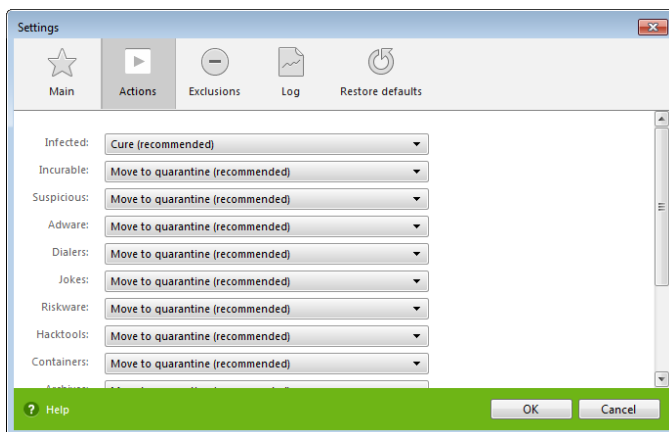 Settings
Main Actions Exclusions Log Restore defaults
Infected: Cure (recommended)
Incurable: Move to quarantine (recommended)
Suspicious: Move to quarantine (recommended)
Adware: Move to quarantine (recommended)
Dialers: Move to quarantine (recommended)
Jokes: Move to quarantine (recommended)
Riskware: Move to quarantine (recommended)
Hacktools: Move to quarantine (recommended)
Containers: Move to quarantine (recommended)
? Help OK Cancel